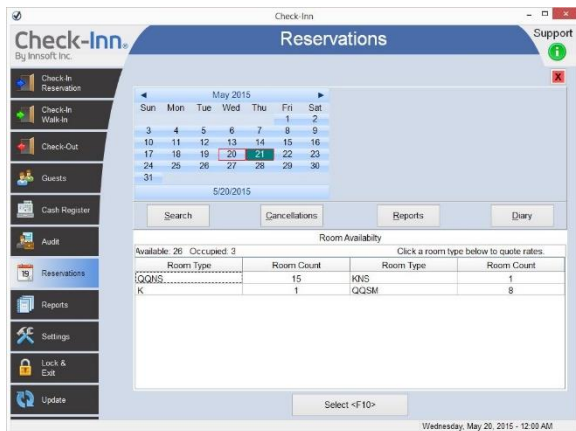 Check-Inn
Check-Inn®
By Innsoft Inc.
Reservations
Support
X
Check-In
Reservation
Check-In
Walk-In
Check-Out
Guests
Cash Register
Audit
19
Reservations
Reports
Settings
Lock &
Exit
Update
May 2015
Sun Mon Tue Wed Thu Fri Sat
1 2
3 4 5 6 7 8 9
10 11 12 13 14 15 16
17 18 19 20 21 22 23
24 25 26 27 28 29 30
31
5/20/2015
Search Cancellations Reports Diary
Room Availabilty
Available: 26 Occupied: 3 Click a room type below to quote rates.
Room Type Room Count Room Type Room Count
QQNS 15 KNS 1
K 1 QQSM 8
Select <F10>
Wednesday, May 20, 2015 - 12:00 AM